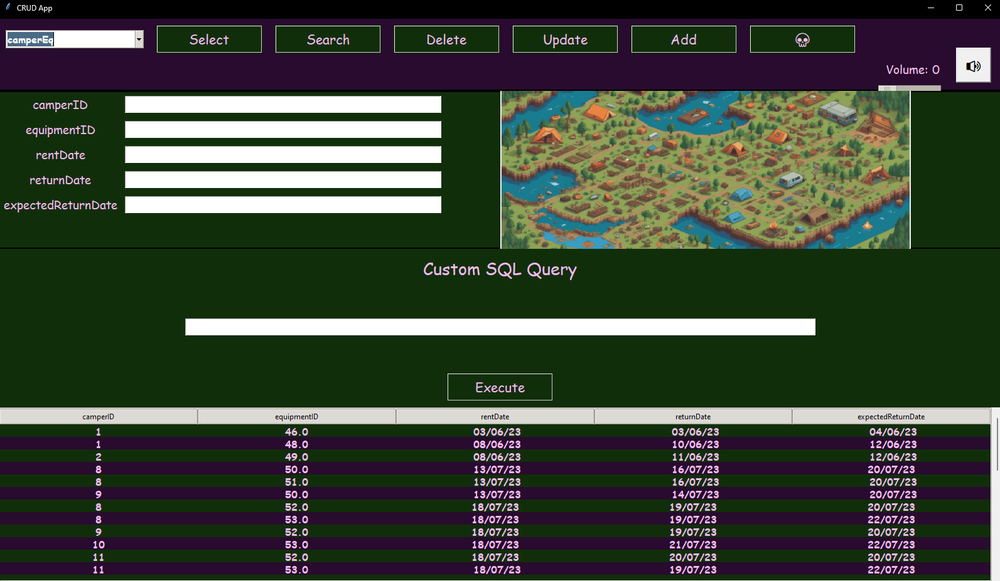 CRUD App
camperEq Select Search Delete Update Add
Volume: 0
camperID
equipmentID
rentDate
returnDate
expectedReturnDate
Custom SQL Query
Execute
camperID equipmentID rentDate returnDate expectedReturnDate
1 46.0 03/06/23 03/06/23 04/06/23
1 48.0 08/06/23 10/06/23 12/06/23
2 49.0 08/06/23 11/06/23 12/06/23
8 50.0 13/07/23 16/07/23 20/07/23
8 51.0 13/07/23 16/07/23 20/07/23
9 50.0 13/07/23 14/07/23 20/07/23
8 52.0 18/07/23 19/07/23 20/07/23
8 53.0 18/07/23 19/07/23 22/07/23
9 52.0 18/07/23 19/07/23 20/07/23
10 53.0 18/07/23 21/07/23 22/07/23
11 52.0 18/07/23 20/07/23 20/07/23
11 53.0 18/07/23 19/07/23 22/07/23